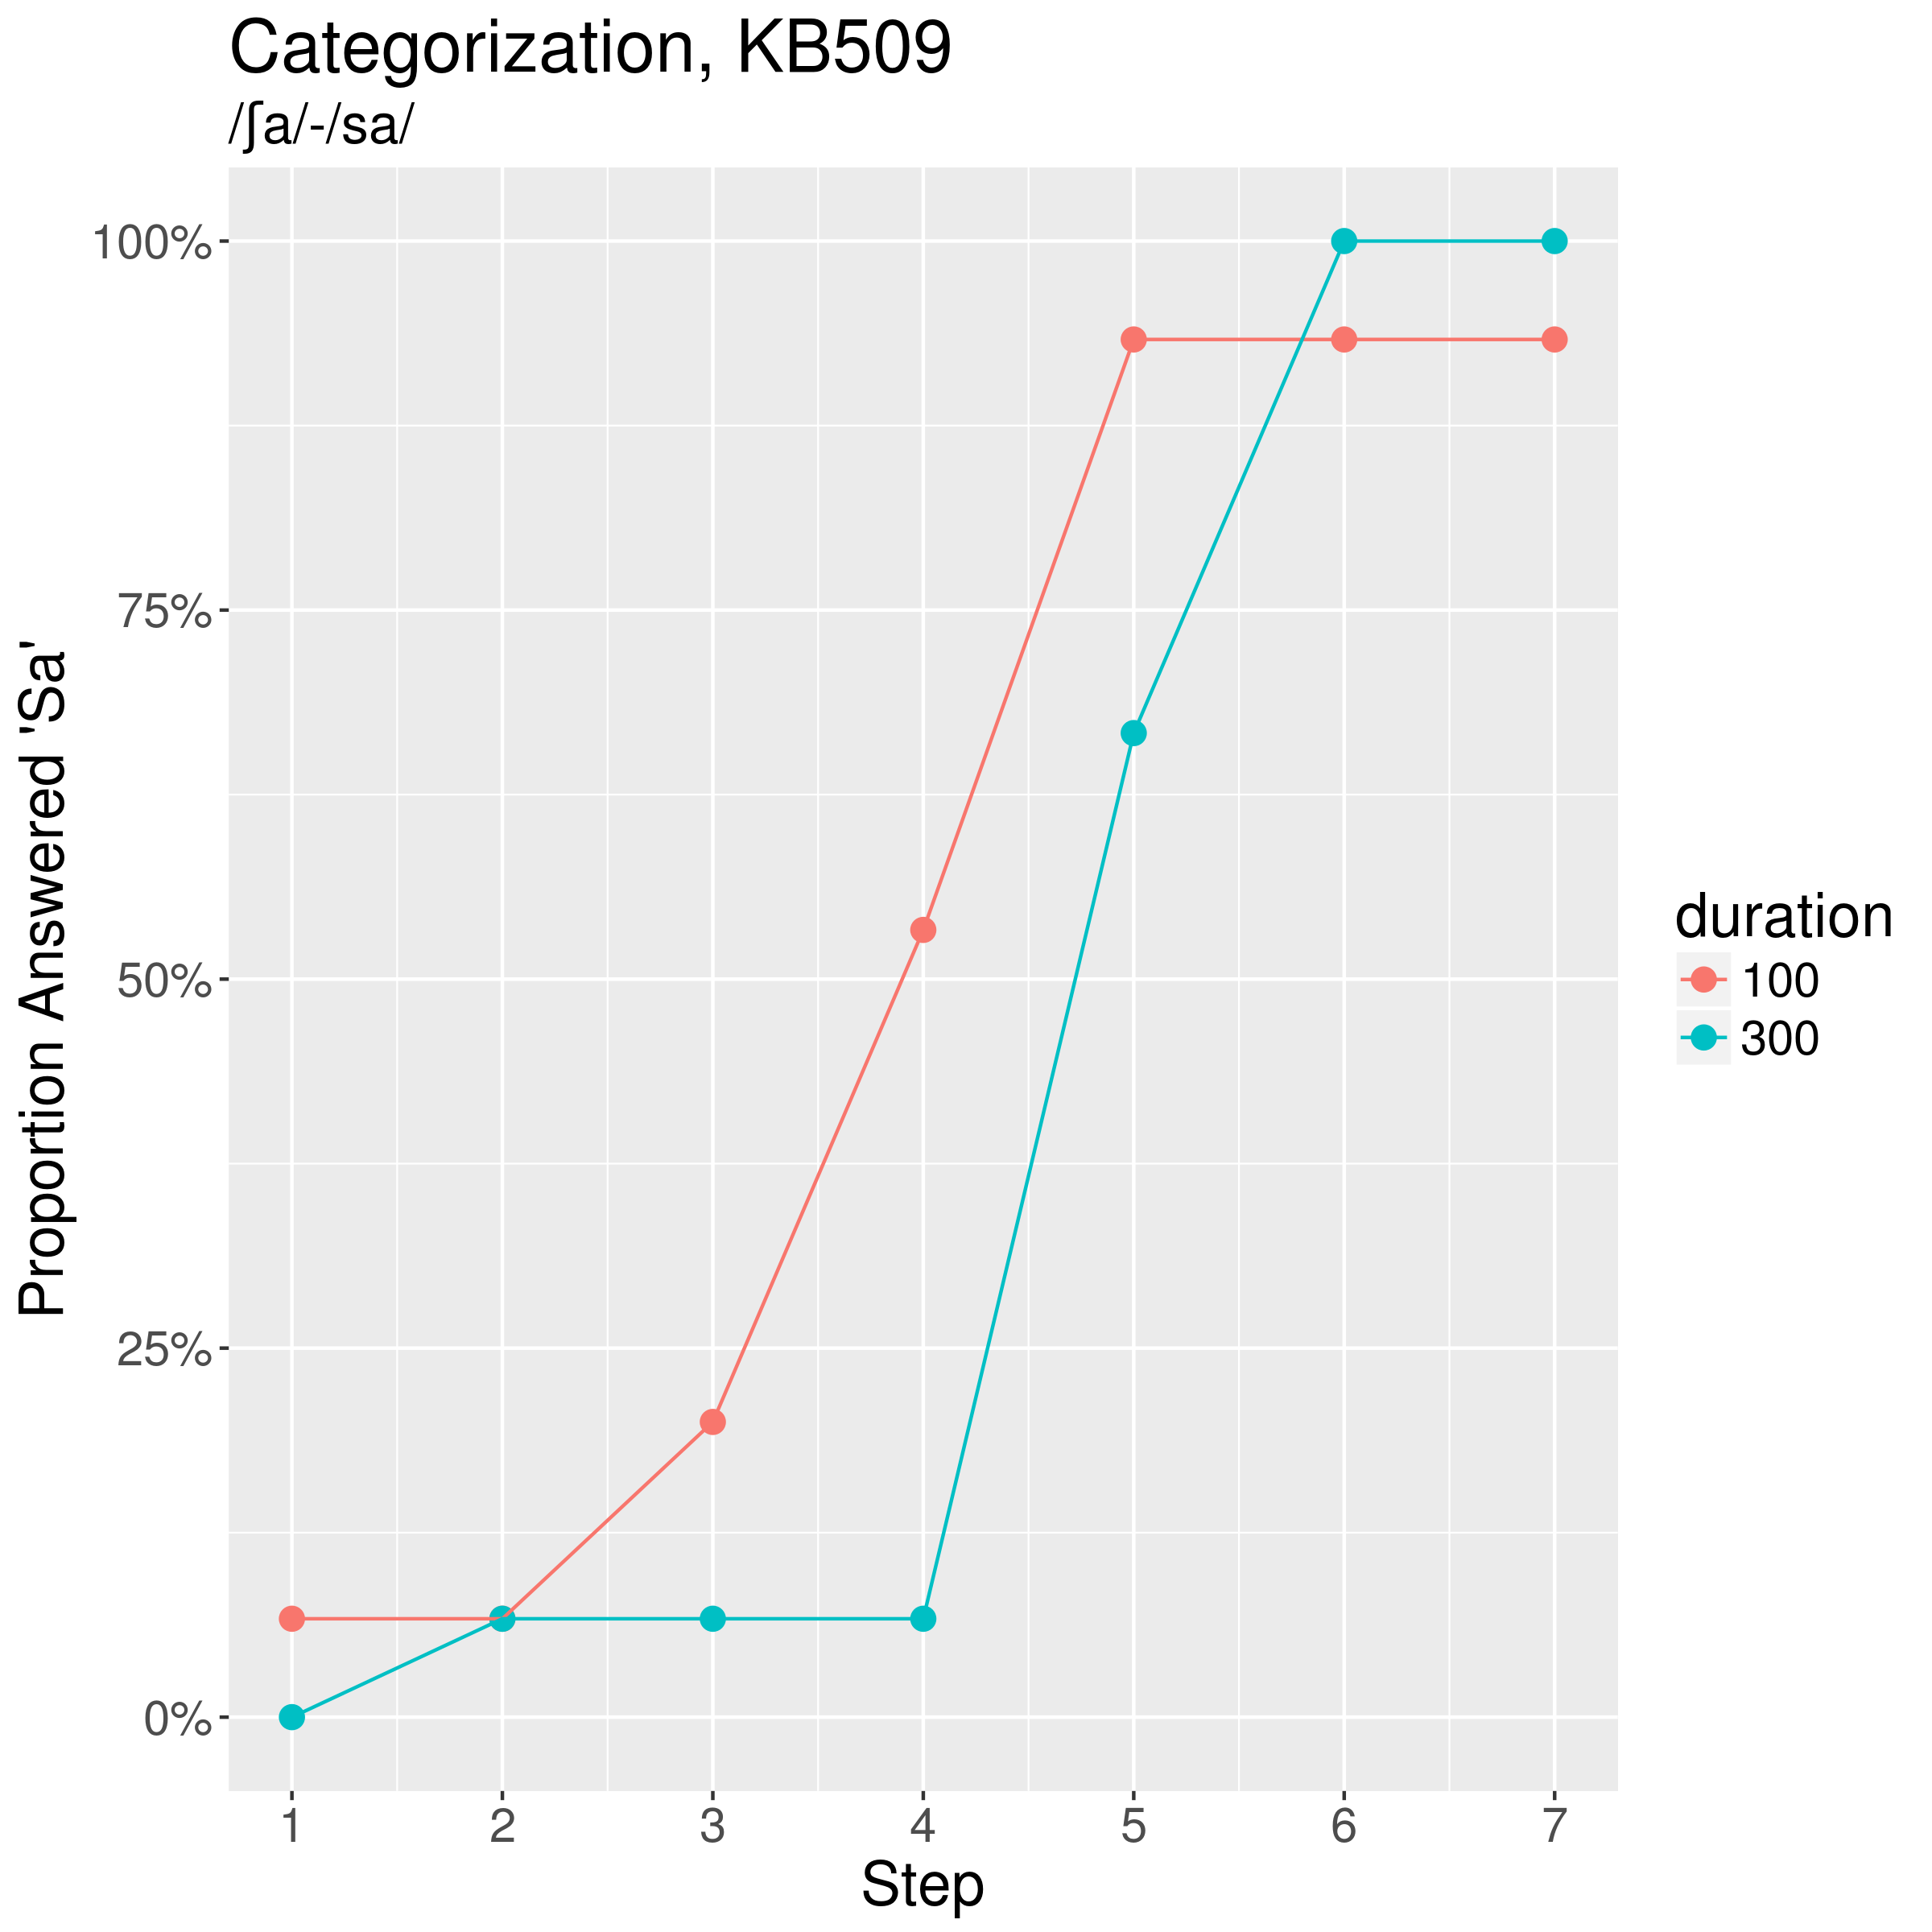 Categorization, KB509
/ʃa/-/sa/
Proportion Answered 'Sa'
100%
75%
50%
25%
0%
1 2 3 4 5 6 7
Step
duration
100
300